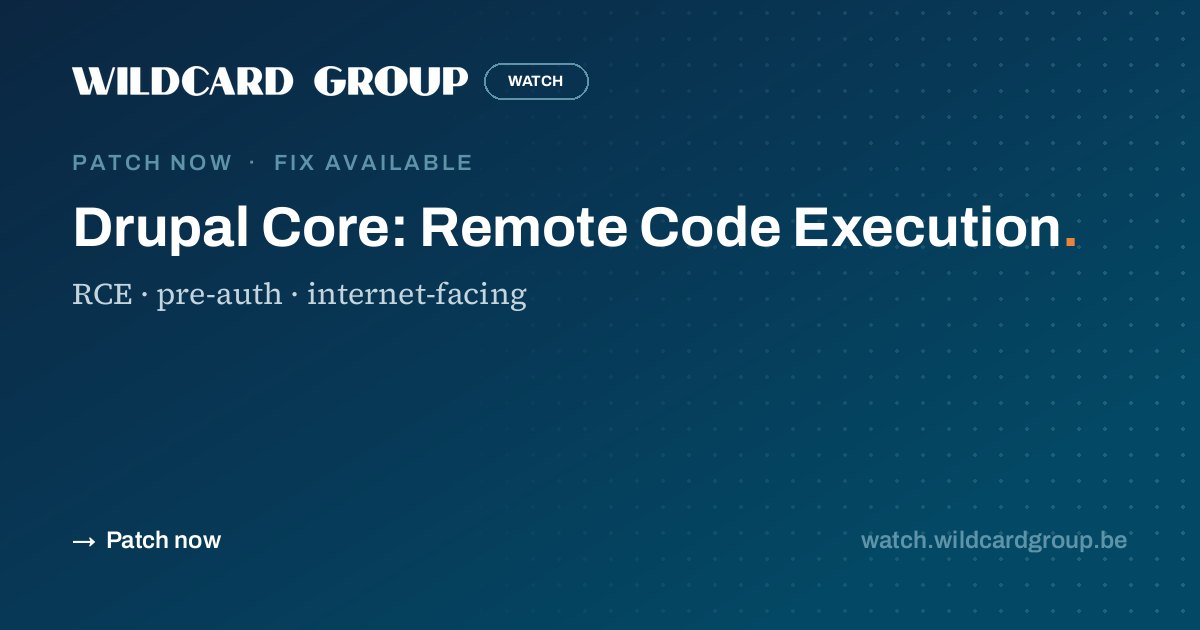 WILDCARD GROUP WATCH
PATCH NOW · FIX AVAILABLE
Drupal Core: Remote Code Execution.
RCE · pre-auth · internet-facing
→ Patch now
watch.wildcardgroup.be